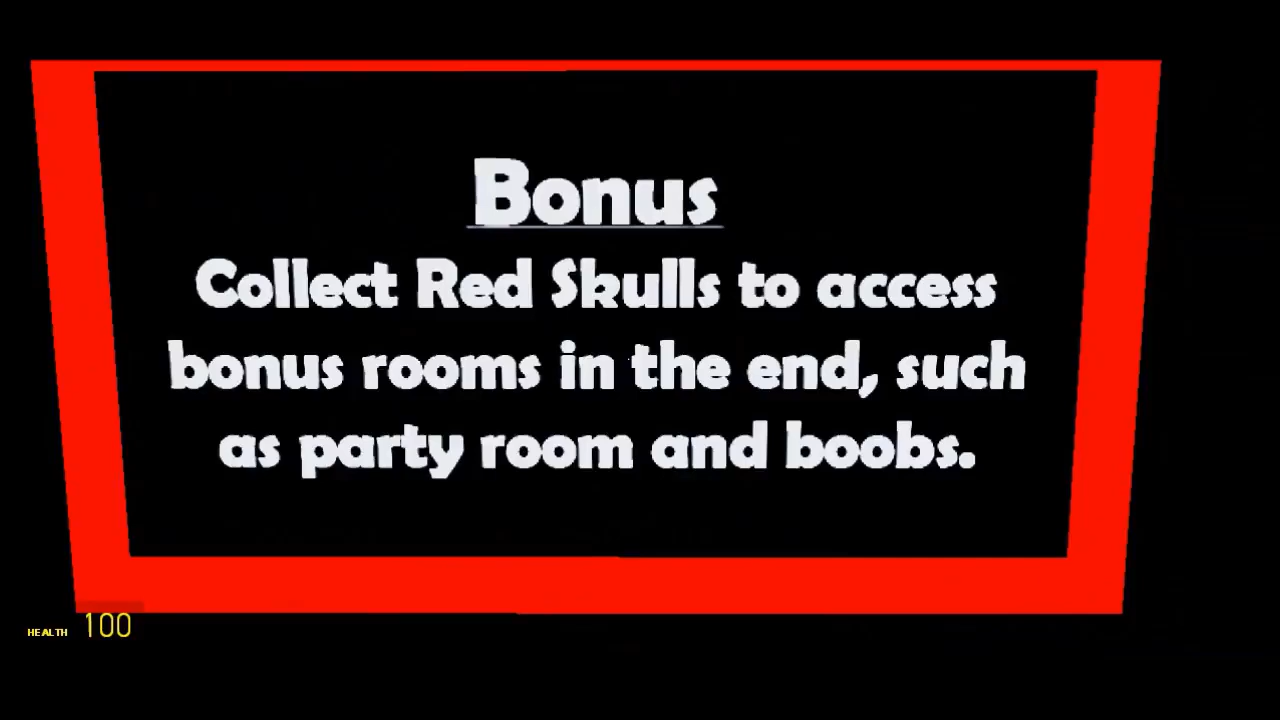 Bonus
Collect Red Skulls to access
bonus rooms in the end, such
as party room and boobs.
HEALTH 100